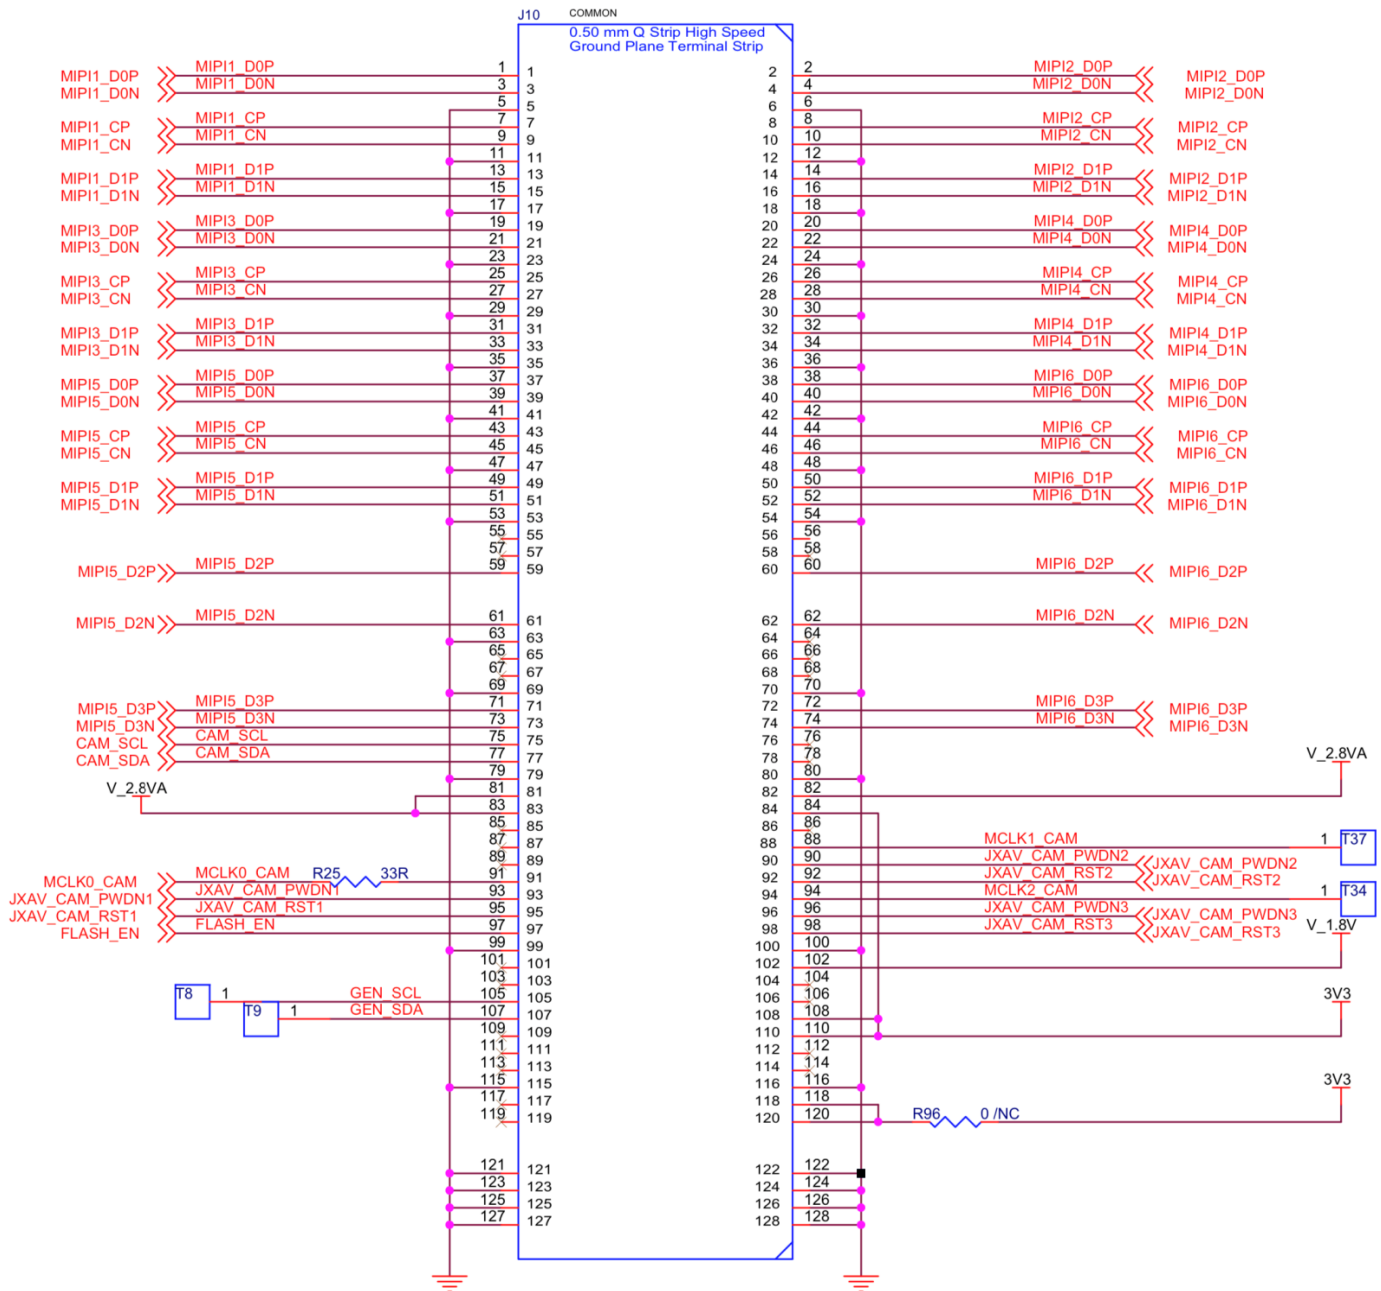 J10 COMMON
0.50 mm Q Strip High Speed
Ground Plane Terminal Strip
MIPI1_D0P MIPI1_D0P 1 1 2 2 MIPI2_D0P MIPI2_D0P
MIPI1_D0N MIPI1_D0N 3 3 4 4 MIPI2_D0N MIPI2_D0N
5 5 6 6
MIPI1_CP MIPI1_CP 7 7 8 8 MIPI2_CP MIPI2_CP
MIPI1_CN MIPI1_CN 9 9 10 10 MIPI2_CN MIPI2_CN
11 11 12 12
MIPI1_D1P MIPI1_D1P 13 13 14 14 MIPI2_D1P MIPI2_D1P
MIPI1_D1N MIPI1_D1N 15 15 16 16 MIPI2_D1N MIPI2_D1N
17 17 18 18
MIPI3_D0P MIPI3_D0P 19 19 20 20 MIPI4_D0P MIPI4_D0P
MIPI3_D0N MIPI3_D0N 21 21 22 22 MIPI4_D0N MIPI4_D0N
23 23 24 24
MIPI3_CP MIPI3_CP 25 25 26 26 MIPI4_CP MIPI4_CP
MIPI3_CN MIPI3_CN 27 27 28 28 MIPI4_CN MIPI4_CN
29 29 30 30
MIPI3_D1P MIPI3_D1P 31 31 32 32 MIPI4_D1P MIPI4_D1P
MIPI3_D1N MIPI3_D1N 33 33 34 34 MIPI4_D1N MIPI4_D1N
35 35 36 36
MIPI5_D0P MIPI5_D0P 37 37 38 38 MIPI6_D0P MIPI6_D0P
MIPI5_D0N MIPI5_D0N 39 39 40 40 MIPI6_D0N MIPI6_D0N
41 41 42 42
MIPI5_CP MIPI5_CP 43 43 44 44 MIPI6_CP MIPI6_CP
MIPI5_CN MIPI5_CN 45 45 46 46 MIPI6_CN MIPI6_CN
47 47 48 48
MIPI5_D1P MIPI5_D1P 49 49 50 50 MIPI6_D1P MIPI6_D1P
MIPI5_D1N MIPI5_D1N 51 51 52 52 MIPI6_D1N MIPI6_D1N
53 53 54 54
55 55 56 56
57 57 58 58
MIPI5_D2P MIPI5_D2P 59 59 60 60 MIPI6_D2P MIPI6_D2P
MIPI5_D2N MIPI5_D2N 61 61 62 62 MIPI6_D2N MIPI6_D2N
63 63 64 64
65 65 66 66
67 67 68 68
69 69 70 70
MIPI5_D3P MIPI5_D3P 71 71 72 72 MIPI6_D3P MIPI6_D3P
MIPI5_D3N MIPI5_D3N 73 73 74 74 MIPI6_D3N MIPI6_D3N
CAM_SCL CAM_SCL 75 75 76 76
CAM_SDA CAM_SDA 77 77 78 78 V_2.8VA
79 79 80 80
V_2.8VA 81 81 82 82
83 83 84 84
85 85 86 86
87 87 88 88 MCLK1_CAM 1 T37
89 89 90 90 JXAV_CAM_PWDN2 JXAV_CAM_PWDN2
MCLK0_CAM MCLK0_CAM R25 33R 91 91 92 92 JXAV_CAM_RST2 JXAV_CAM_RST2
JXAV_CAM_PWDN1 JXAV_CAM_PWDN1 93 93 94 94 MCLK2_CAM 1 T34
JXAV_CAM_RST1 JXAV_CAM_RST1 95 95 96 96 JXAV_CAM_PWDN3 JXAV_CAM_PWDN3
FLASH_EN FLASH_EN 97 97 98 98 JXAV_CAM_RST3 JXAV_CAM_RST3 V_1.8V
99 99 100 100
101 101 102 102
103 103 104 104
T8 1 GEN_SCL 105 105 106 106 3V3
T9 1 GEN_SDA 107 107 108 108
109 109 110 110
111 111 112 112
113 113 114 114
115 115 116 116 3V3
117 117 118 118
119 119 120 120 R96 0 /NC
121 121 122 122
123 123 124 124
125 125 126 126
127 127 128 128